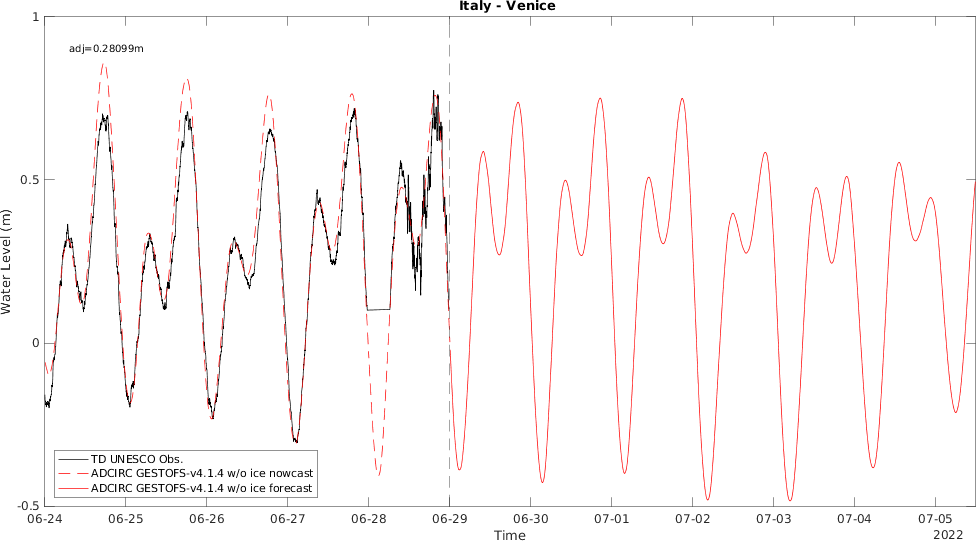 Italy - Venice
adj=0.28099m
1
0.5
0
-0.5
Water Level (m)
TD UNESCO Obs.
ADCIRC GESTOFS-v4.1.4 w/o ice nowcast
ADCIRC GESTOFS-v4.1.4 w/o ice forecast
06-24 06-25 06-26 06-27 06-28 06-29 06-30 07-01 07-02 07-03 07-04 07-05
Time
2022